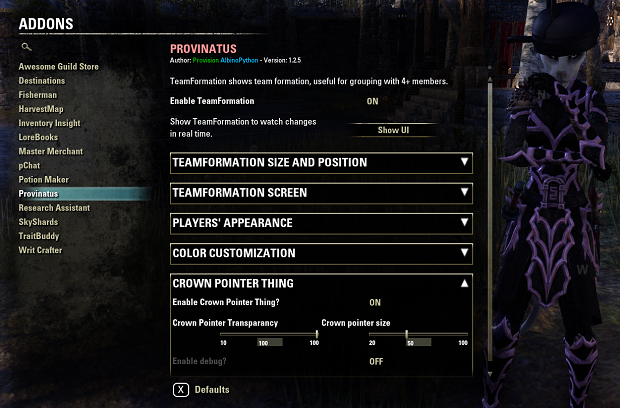 ADDONS
Awesome Guild Store
Destinations
Fisherman
HarvestMap
Inventory Insight
LoreBooks
Master Merchant
pChat
Potion Maker
Provinatus
Research Assistant
SkyShards
TraitBuddy
Writ Crafter
PROVINATUS
Author: Provision AlbinoPython - Version: 1.2.5
TeamFormation shows team formation, useful for grouping with 4+ members.
Enable TeamFormation ON
Show TeamFormation to watch changes
in real time. Show UI
TEAMFORMATION SIZE AND POSITION
TEAMFORMATION SCREEN
PLAYERS' APPEARANCE
COLOR CUSTOMIZATION
CROWN POINTER THING
Enable Crown Pointer Thing? ON
Crown Pointer Transparency Crown pointer size
10 100 100 20 50 100
Enable debug? OFF
X Defaults
W